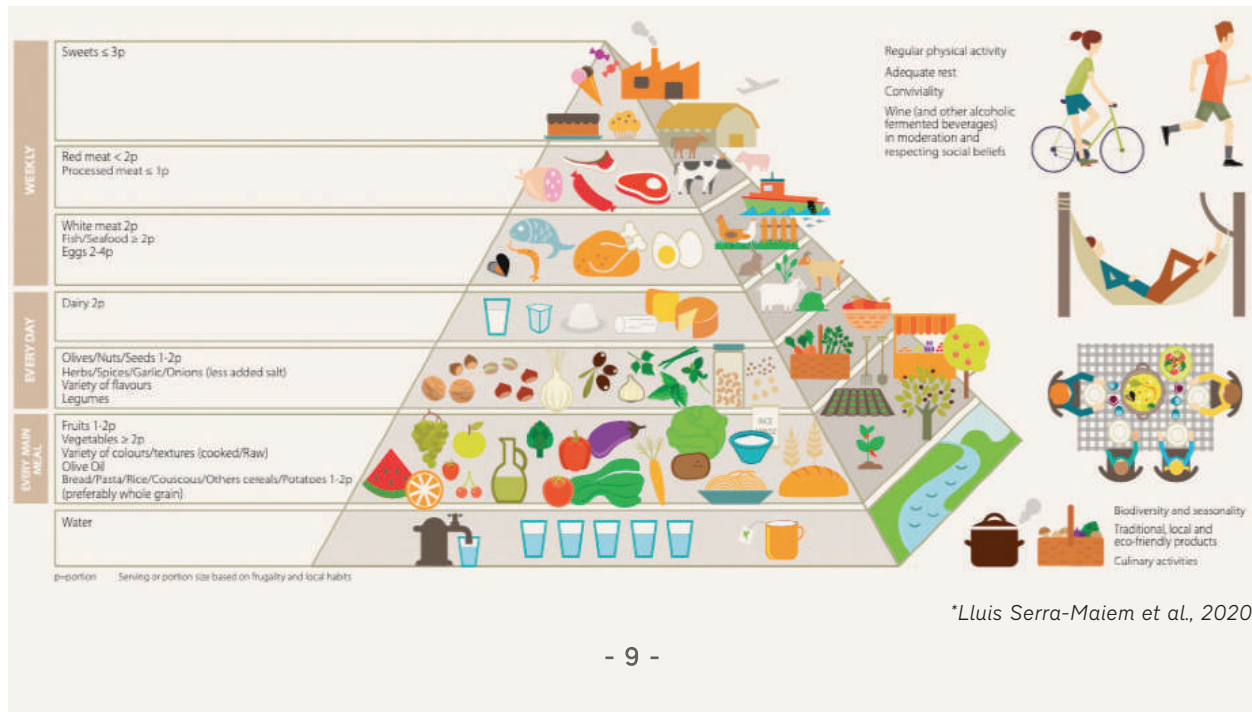 WEEKLY
Sweets ≤ 3p
Red meat < 2p
Processed meat ≤ 1p
White meat 2p
Fish/Seafood ≥ 2p
Eggs 2-4p
EVERY DAY
Dairy 2p
Olives/Nuts/Seeds 1-2p
Herbs/Spices/Garlic/Onions (less added salt)
Variety of flavours
Legumes
EVERY MAIN
MEAL
Fruits 1-2p
Vegetables ≥ 2p
Variety of colours/textures (cooked/Raw)
Olive Oil
Bread/Pasta/Rice/Couscous/Others cereals/Potatoes 1-2p
(preferably whole grain)
RICE
Water
p=portion Serving or portion size based on frugality and local habits
Regular physical activity
Adequate rest
Conviviality
Wine (and other alcoholic
fermented beverages)
in moderation and
respecting social beliefs
Biodiversity and seasonality
Traditional, local and
eco-friendly products
Culinary activities
*Lluis Serra-Maiem et al., 2020
- 9 -